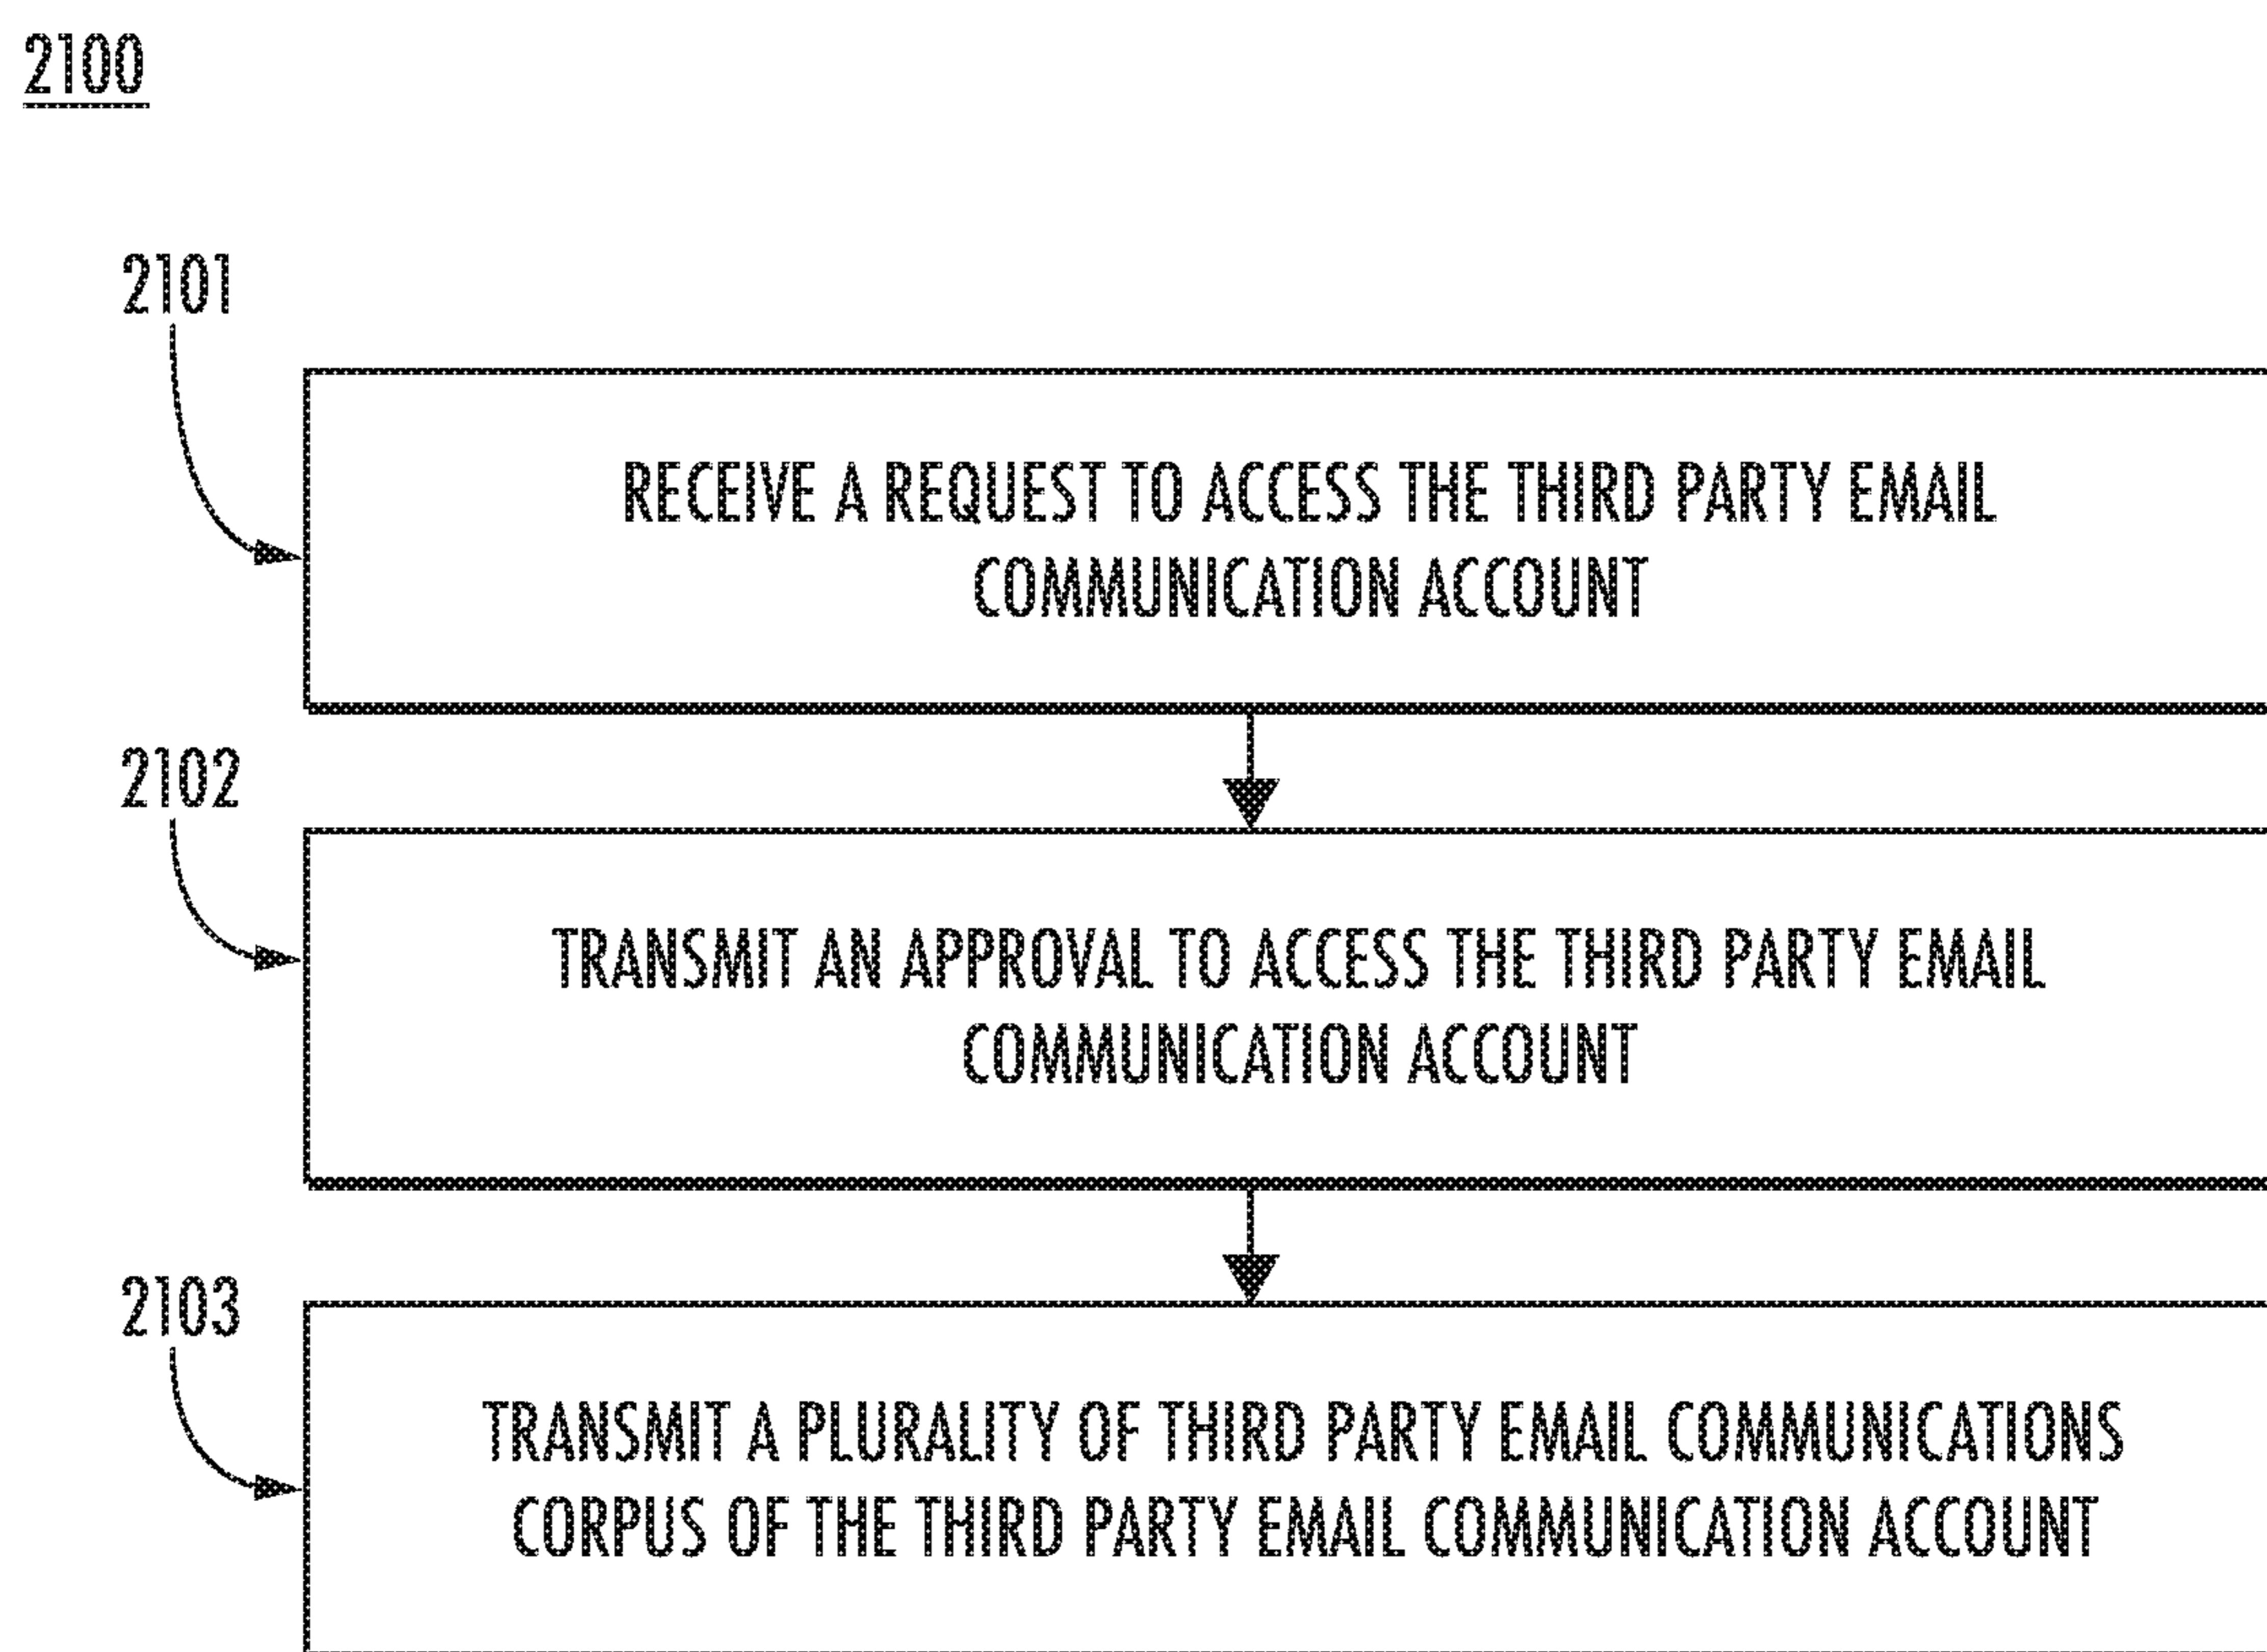 2100
2101
RECEIVE A REQUEST TO ACCESS THE THIRD PARTY EMAIL
COMMUNICATION ACCOUNT
2102
TRANSMIT AN APPROVAL TO ACCESS THE THIRD PARTY EMAIL
COMMUNICATION ACCOUNT
2103
TRANSMIT A PLURALITY OF THIRD PARTY EMAIL COMMUNICATIONS
CORPUS OF THE THIRD PARTY EMAIL COMMUNICATION ACCOUNT